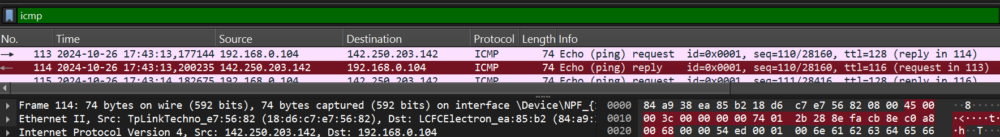 icmp
No. Time Source Destination Protocol Length Info
113 2024-10-26 17:43:13,177144 192.168.0.104 142.250.203.142 ICMP 74 Echo (ping) request id=0x0001, seq=110/28160, ttl=128 (reply in 114)
114 2024-10-26 17:43:13,200235 142.250.203.142 192.168.0.104 ICMP 74 Echo (ping) reply id=0x0001, seq=110/28160, ttl=116 (request in 113)
115 2024-10-26 17:43:14,182675 192.168.0.104 142.250.203.142 ICMP 74 Echo (ping) request id=0x0001, seq=111/28416, ttl=128 (reply in 116)
Frame 114: 74 bytes on wire (592 bits), 74 bytes captured (592 bits) on interface \Device\NPF_{
Ethernet II, Src: TpLinkTechno_e7:56:82 (18:d6:c7:e7:56:82), Dst: LCFCElectron_ea:85:b2 (84:a9:
Internet Protocol Version 4, Src: 142.250.203.142, Dst: 192.168.0.104
0000 84 a9 38 ea 85 b2 18 d6 c7 e7 56 82 08 00 45 00 ··8·····
0010 00 3c 00 00 00 00 74 01 2b 28 8e fa cb 8e c0 a8 ·<····t·
0020 00 68 00 00 54 ed 00 01 00 6e 61 62 63 64 65 66 ·h··T···